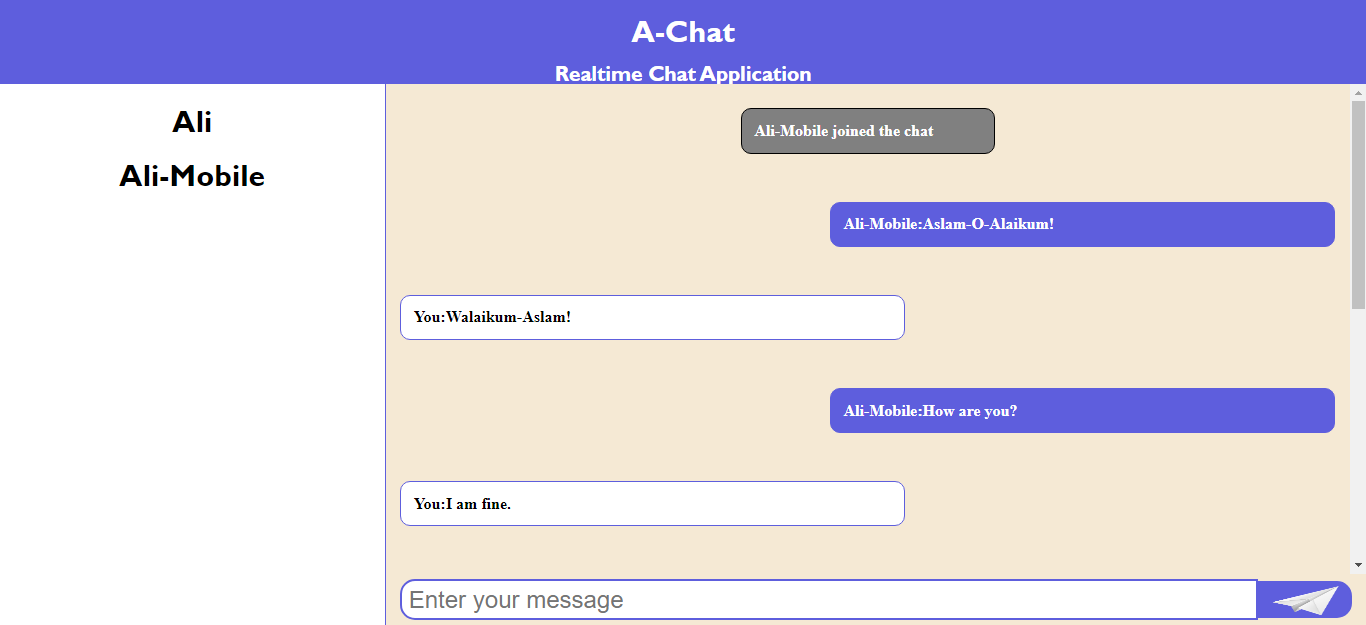 A-Chat
Realtime Chat Application
Ali
Ali-Mobile
Ali-Mobile joined the chat
Ali-Mobile:Aslam-O-Alaikum!
You:Walaikum-Aslam!
Ali-Mobile:How are you?
You:I am fine.
Enter your message